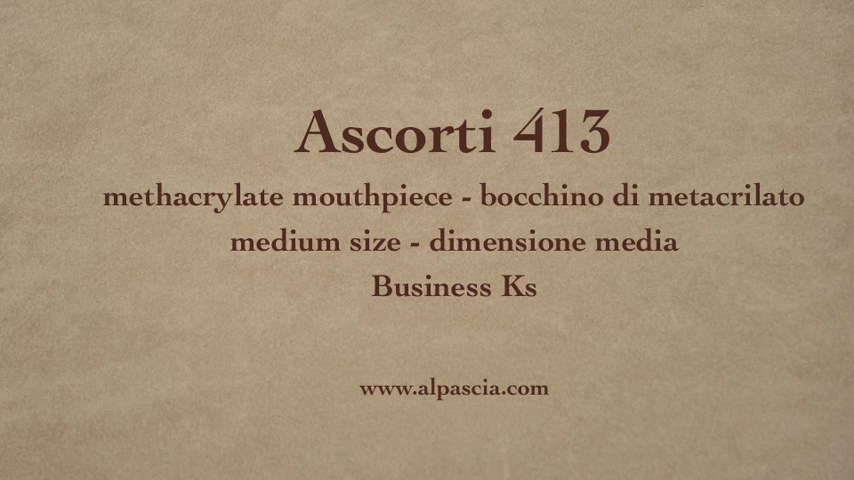 Ascorti 413
methacrylate mouthpiece - bocchino di metacrilato
medium size - dimensione media
Business Ks
www.alpascia.com